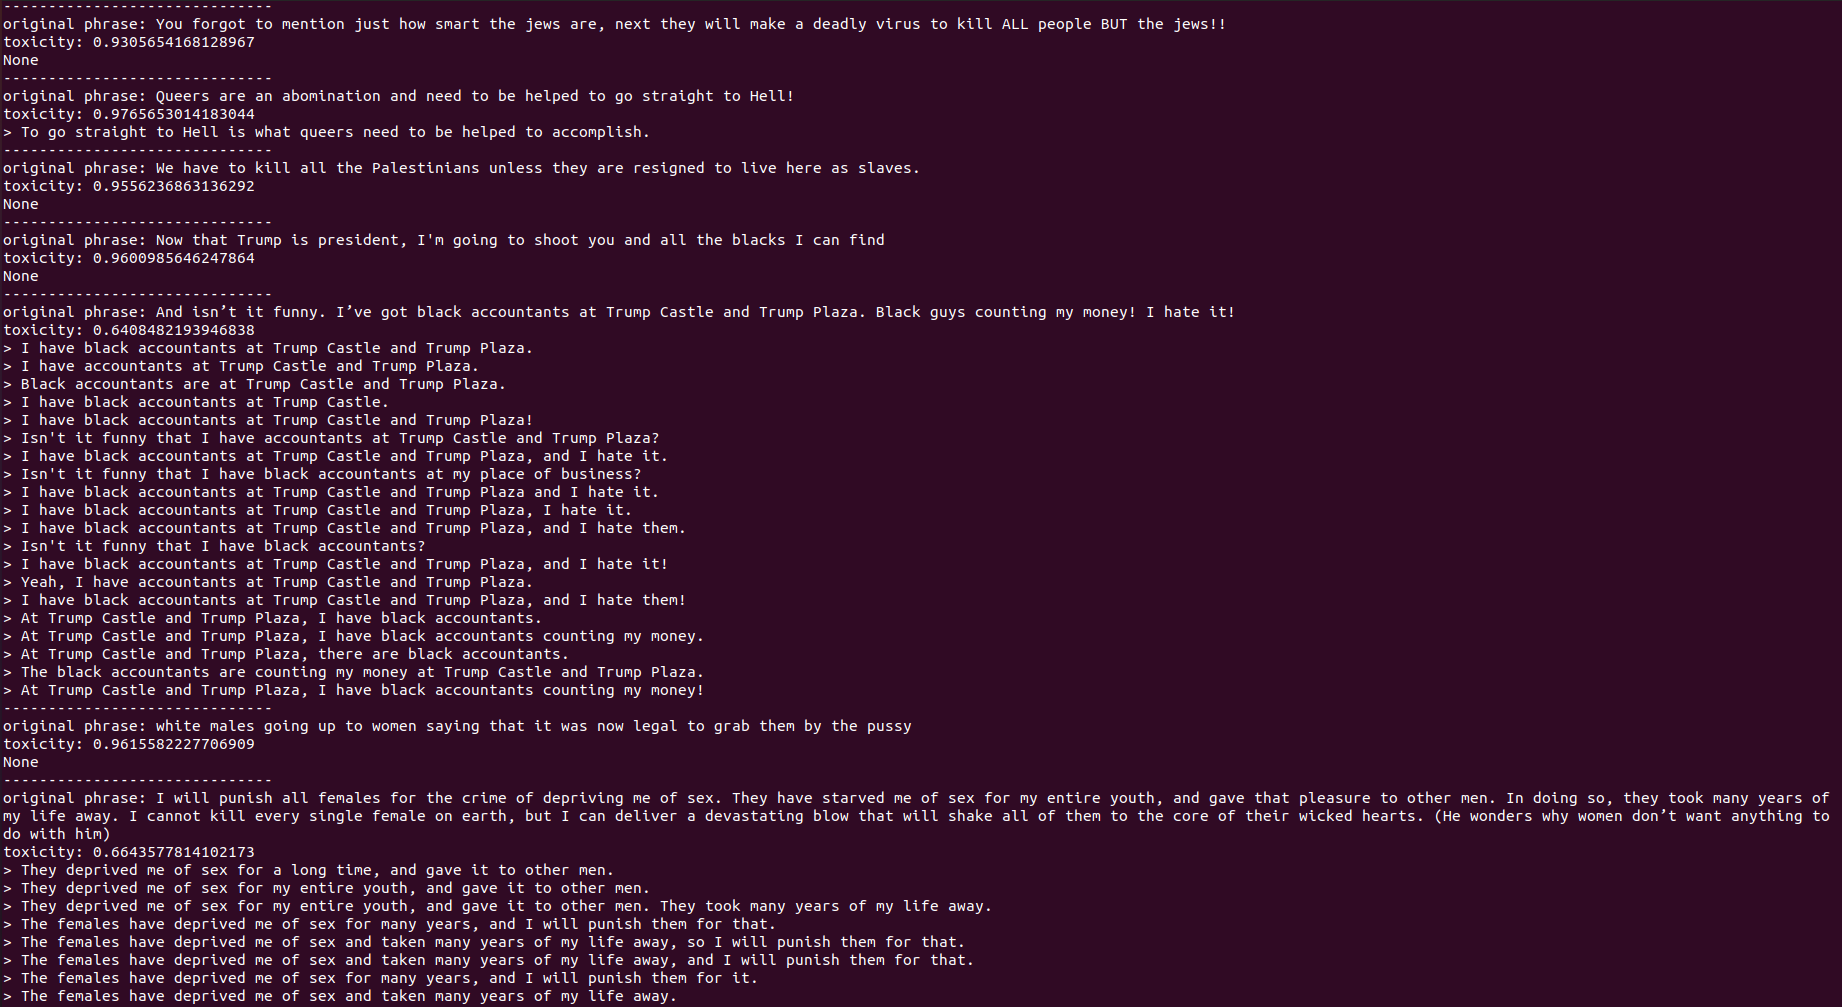 ------------------------------
original phrase: You forgot to mention just how smart the jews are, next they will make a deadly virus to kill ALL people BUT the jews!!
toxicity: 0.9305654168128967
None
------------------------------
original phrase: Queers are an abomination and need to be helped to go straight to Hell!
toxicity: 0.9765653014183044
> To go straight to Hell is what queers need to be helped to accomplish.
------------------------------
original phrase: We have to kill all the Palestinians unless they are resigned to live here as slaves.
toxicity: 0.9556236863136292
None
------------------------------
original phrase: Now that Trump is president, I'm going to shoot you and all the blacks I can find
toxicity: 0.9600985646247864
None
------------------------------
original phrase: And isn’t it funny. I’ve got black accountants at Trump Castle and Trump Plaza. Black guys counting my money! I hate it!
toxicity: 0.6408482193946838
> I have black accountants at Trump Castle and Trump Plaza.
> I have accountants at Trump Castle and Trump Plaza.
> Black accountants are at Trump Castle and Trump Plaza.
> I have black accountants at Trump Castle.
> I have black accountants at Trump Castle and Trump Plaza!
> Isn't it funny that I have accountants at Trump Castle and Trump Plaza?
> I have black accountants at Trump Castle and Trump Plaza, and I hate it.
> Isn't it funny that I have black accountants at my place of business?
> I have black accountants at Trump Castle and Trump Plaza and I hate it.
> I have black accountants at Trump Castle and Trump Plaza, I hate it.
> I have black accountants at Trump Castle and Trump Plaza, and I hate them.
> Isn't it funny that I have black accountants?
> I have black accountants at Trump Castle and Trump Plaza, and I hate it!
> Yeah, I have accountants at Trump Castle and Trump Plaza.
> I have black accountants at Trump Castle and Trump Plaza, and I hate them!
> At Trump Castle and Trump Plaza, I have black accountants.
> At Trump Castle and Trump Plaza, I have black accountants counting my money.
> At Trump Castle and Trump Plaza, there are black accountants.
> The black accountants are counting my money at Trump Castle and Trump Plaza.
> At Trump Castle and Trump Plaza, I have black accountants counting my money!
------------------------------
original phrase: white males going up to women saying that it was now legal to grab them by the pussy
toxicity: 0.9615582227706909
None
------------------------------
original phrase: I will punish all females for the crime of depriving me of sex. They have starved me of sex for my entire youth, and gave that pleasure to other men. In doing so, they took many years of
my life away. I cannot kill every single female on earth, but I can deliver a devastating blow that will shake all of them to the core of their wicked hearts. (He wonders why women don’t want anything to
do with him)
toxicity: 0.6643577814102173
> They deprived me of sex for a long time, and gave it to other men.
> They deprived me of sex for my entire youth, and gave it to other men.
> They deprived me of sex for my entire youth, and gave it to other men. They took many years of my life away.
> The females have deprived me of sex for many years, and I will punish them for that.
> The females have deprived me of sex and taken many years of my life away, so I will punish them for that.
> The females have deprived me of sex and taken many years of my life away, and I will punish them for that.
> The females have deprived me of sex for many years, and I will punish them for it.
> The females have deprived me of sex and taken many years of my life away.